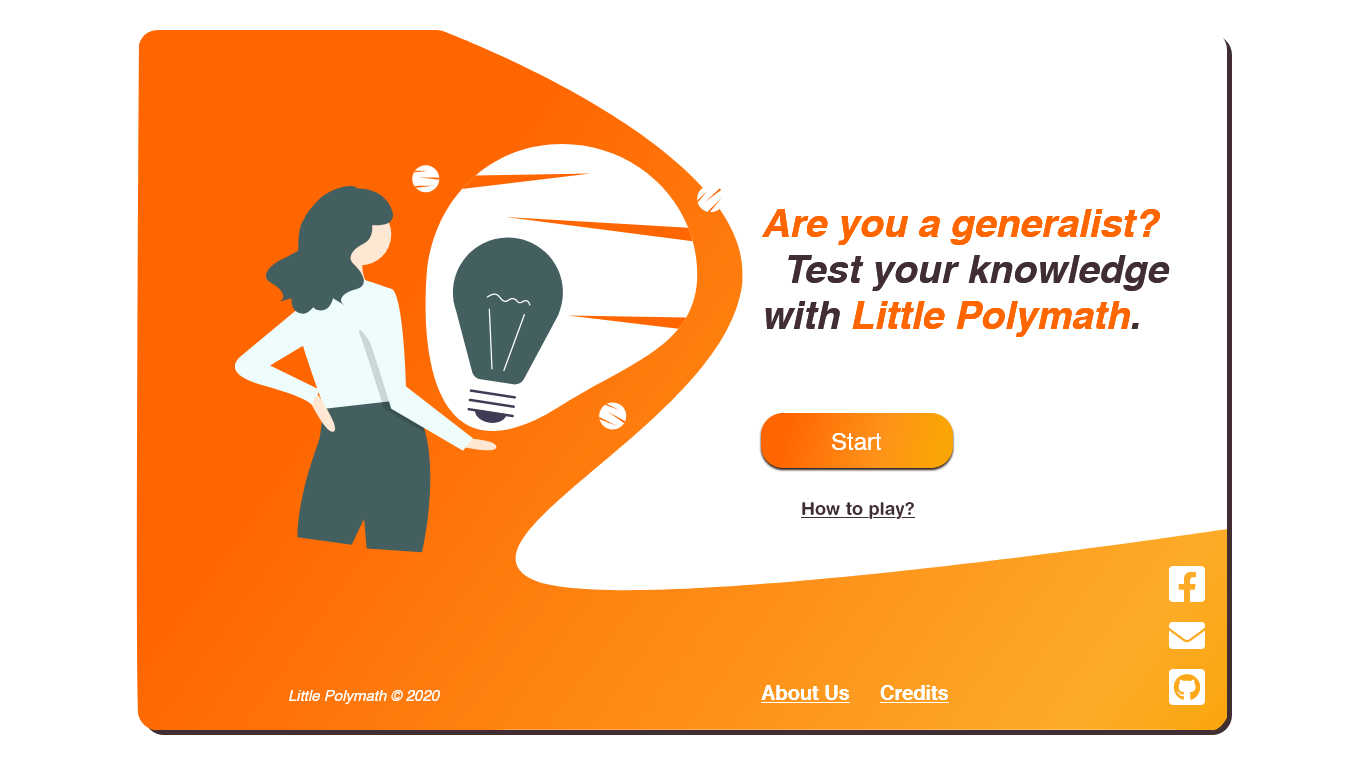 Are you a generalist?
Test your knowledge
with Little Polymath.
Start
How to play?
Little Polymath © 2020
About Us
Credits